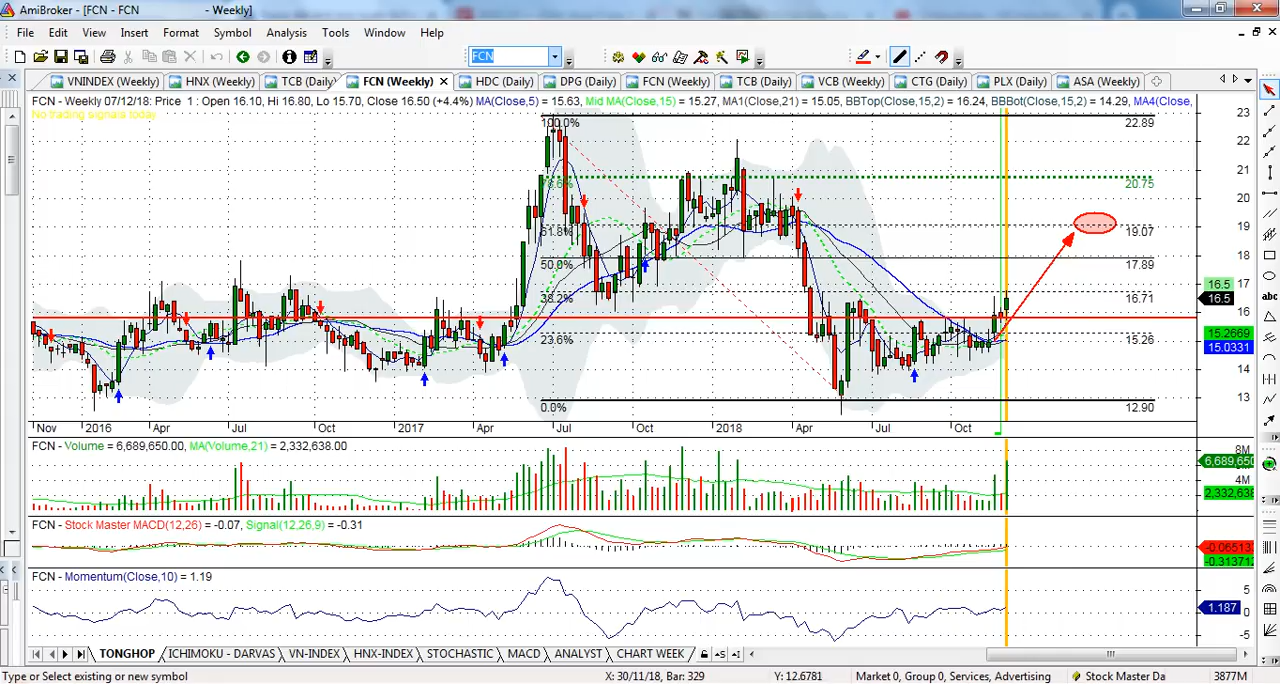 AmiBroker - [FCN - FCN - Weekly]
File Edit View Insert Format Symbol Analysis Tools Window Help
FCN
VNINDEX (Weekly) HNX (Weekly) TCB (Daily) FCN (Weekly) HDC (Daily) DPG (Daily) FCN (Weekly) TCB (Daily) VCB (Weekly) CTG (Daily) PLX (Daily) ASA (Weekly)
FCN - Weekly 07/12/18: Price 1 : Open 16.10, Hi 16.80, Lo 15.70, Close 16.50 (+4.4%) MA(Close,5) = 15.63, Mid MA(Close,15) = 15.27, MA1(Close,21) = 15.05, BBTop(Close,15,2) = 16.24, BBBot(Close,15,2) = 14.29, MA4(Close,
No trading signals today
100.0% 22.89
78.6% 20.75
61.8% 19.07
50.0% 17.89
38.2% 16.71
23.6% 15.26
0.0% 12.90
23
22
21
20
19
18
17
16.5
16.5
16
15.2669
15.0331
14
13
Nov 2016 Apr Jul Oct 2017 Apr Jul Oct 2018 Apr Jul Oct
FCN - Volume = 6,689,650.00, MA(Volume,21) = 2,332,638.00
8M
6,689,650
4M
2,332,638
FCN - Stock Master MACD(12,26) = -0.07, Signal(12,26,9) = -0.31
-0.06513
-0.313712
FCN - Momentum(Close,10) = 1.19
5
1.187
0
-5
TONGHOP ICHIMOKU - DARVAS VN-INDEX HNX-INDEX STOCHASTIC MACD ANALYST CHART WEEK
Type or Select existing or new symbol X: 30/11/18, Bar: 329 Y: 12.6781 Market 0, Group 0, Services, Advertising Stock Master Da 3877M